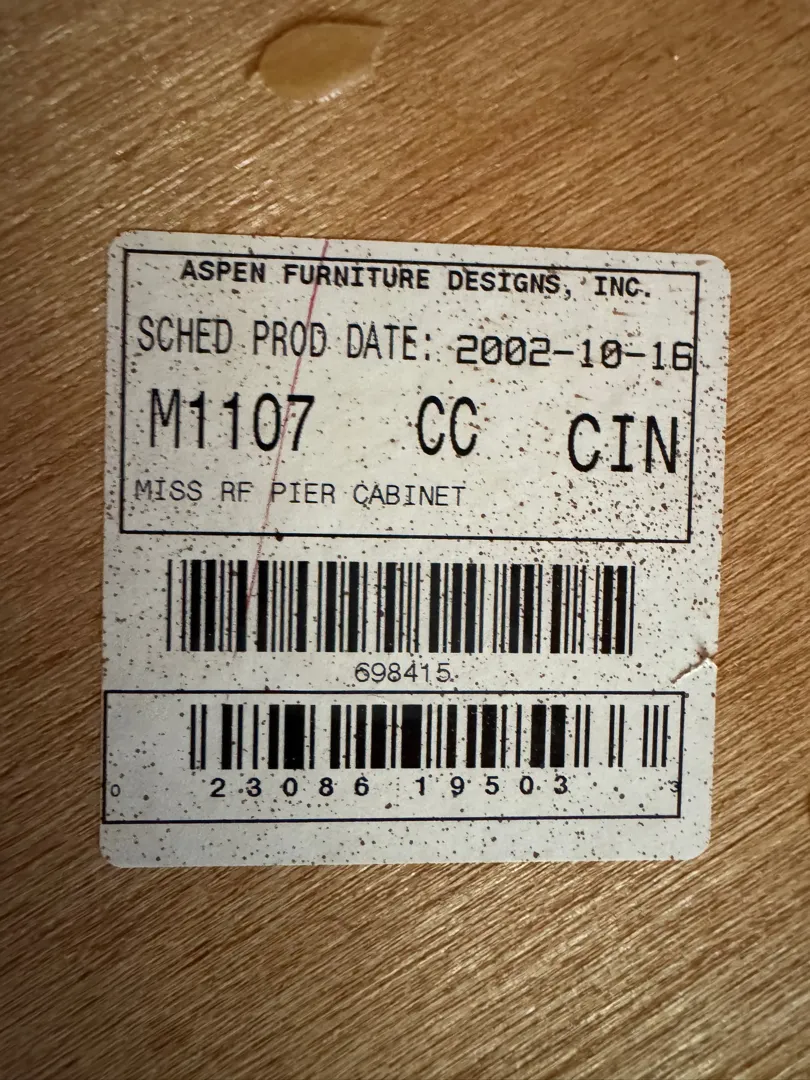 ASPEN FURNITURE DESIGNS, INC.
SCHED PROD DATE: 2002-10-16
M1107 CC CIN
MISS RF PIER CABINET
698415
0 23086 19503 3